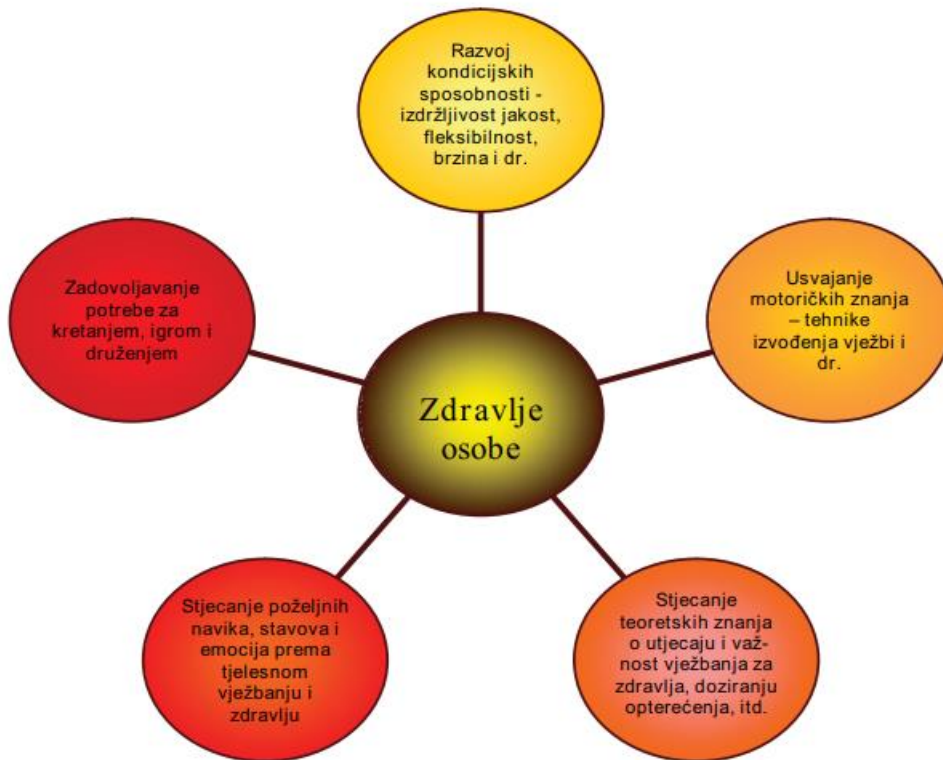 Razvoj
kondicijskih
sposobnosti -
izdržljivost jakost,
fleksibilnost,
brzina i dr.
Usvajanje
motoričkih znanja
– tehnike
izvođenja vježbi i
dr.
Zadovoljavanje
potrebe za
kretanjem, igrom i
druženjem
Zdravlje
osobe
Stjecanje poželjnih
navika, stavova i
emocija prema
tjelesnom
vježbanju i
zdravlju
Stjecanje
teoretskih znanja
o utjecaju i važ-
nost vježbanja za
zdravlja, doziranju
opterećenja, itd.